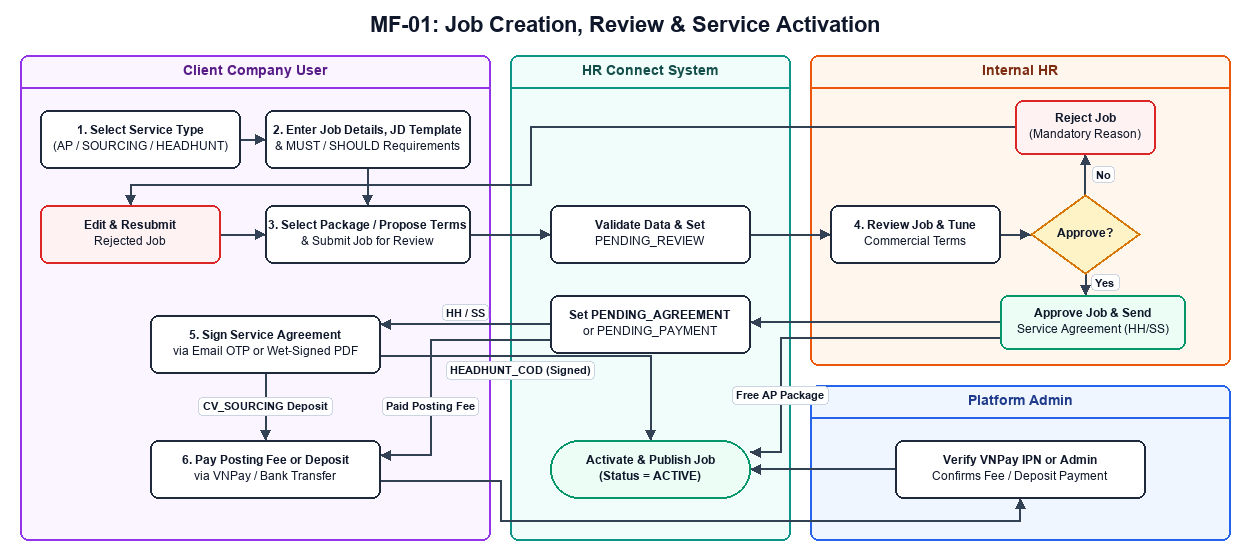 MF-01: Job Creation, Review & Service Activation
Client Company User
HR Connect System
Internal HR
1. Select Service Type
(AP / SOURCING / HEADHUNT)
2. Enter Job Details, JD Template
& MUST / SHOULD Requirements
Reject Job
(Mandatory Reason)
No
Edit & Resubmit
Rejected Job
3. Select Package / Propose Terms
& Submit Job for Review
Validate Data & Set
PENDING_REVIEW
4. Review Job & Tune
Commercial Terms
Approve?
Yes
HH / SS
Set PENDING_AGREEMENT
or PENDING_PAYMENT
Approve Job & Send
Service Agreement (HH/SS)
5. Sign Service Agreement
via Email OTP or Wet-Signed PDF
HEADHUNT_COD (Signed)
Free AP Package
CV_SOURCING Deposit
Paid Posting Fee
Platform Admin
6. Pay Posting Fee or Deposit
via VNPay / Bank Transfer
Activate & Publish Job
(Status = ACTIVE)
Verify VNPay IPN or Admin
Confirms Fee / Deposit Payment